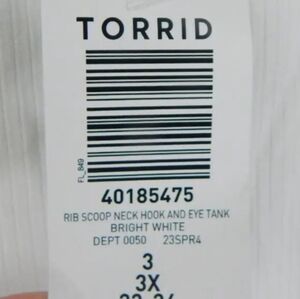 TORRID
FL_849
40185475
RIB SCOOP NECK HOOK AND EYE TANK
BRIGHT WHITE
DEPT 0050 23SPR4
3
3X